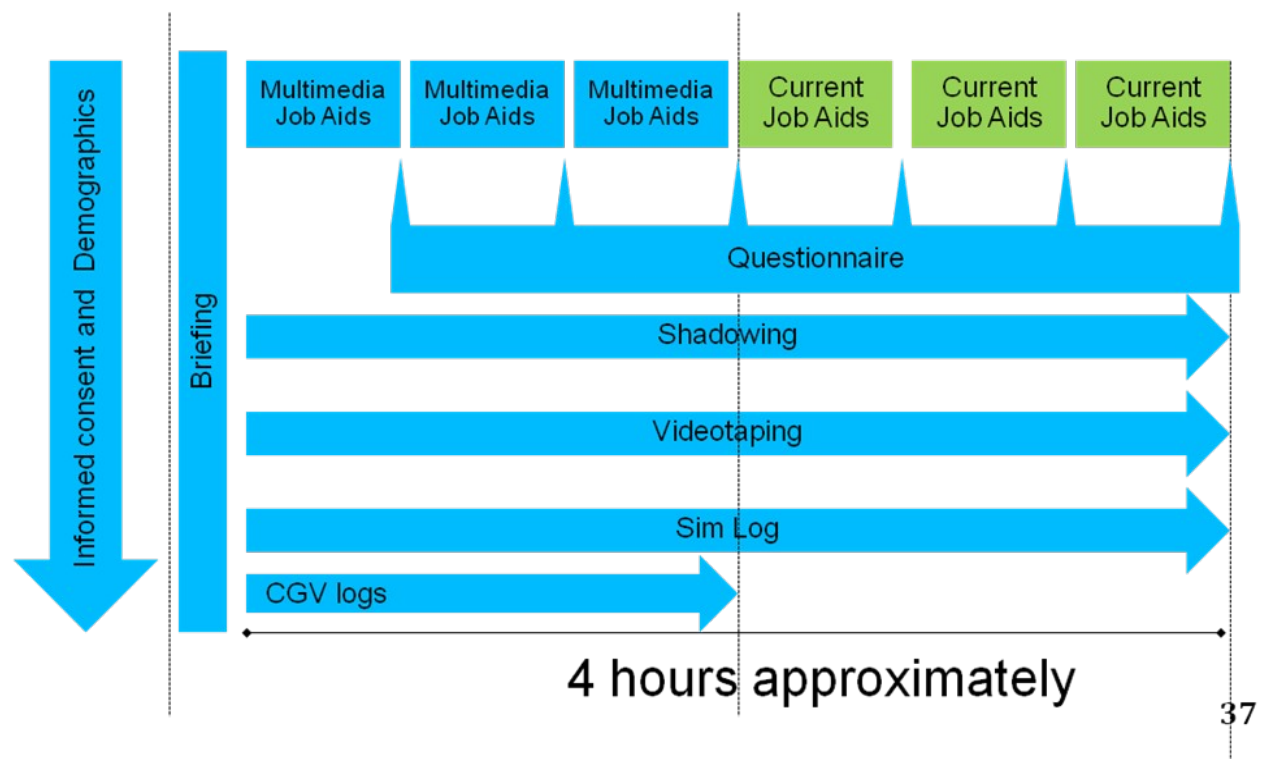 Informed consent and Demographics
Briefing
Multimedia
Job Aids
Multimedia
Job Aids
Multimedia
Job Aids
Current
Job Aids
Current
Job Aids
Current
Job Aids
Questionnaire
Shadowing
Videotaping
Sim Log
CGV logs
4 hours approximately
37